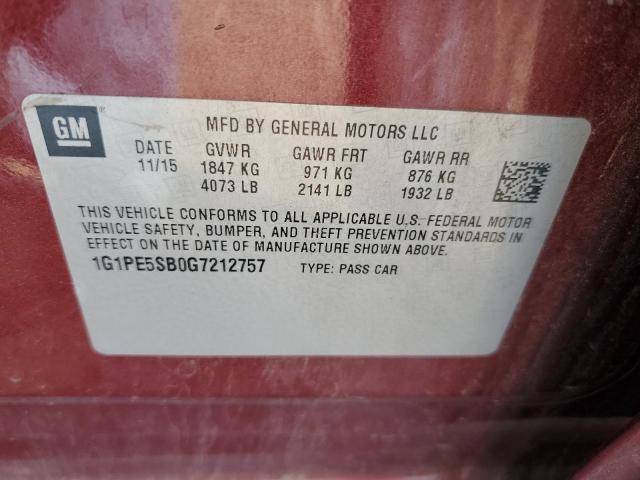 GM ®
MFD BY GENERAL MOTORS LLC
DATE GVWR GAWR FRT GAWR RR
11/15 1847 KG 971 KG 876 KG
4073 LB 2141 LB 1932 LB
THIS VEHICLE CONFORMS TO ALL APPLICABLE U.S. FEDERAL MOTOR
VEHICLE SAFETY, BUMPER, AND THEFT PREVENTION STANDARDS IN
EFFECT ON THE DATE OF MANUFACTURE SHOWN ABOVE.
1G1PE5SB0G7212757 TYPE: PASS CAR